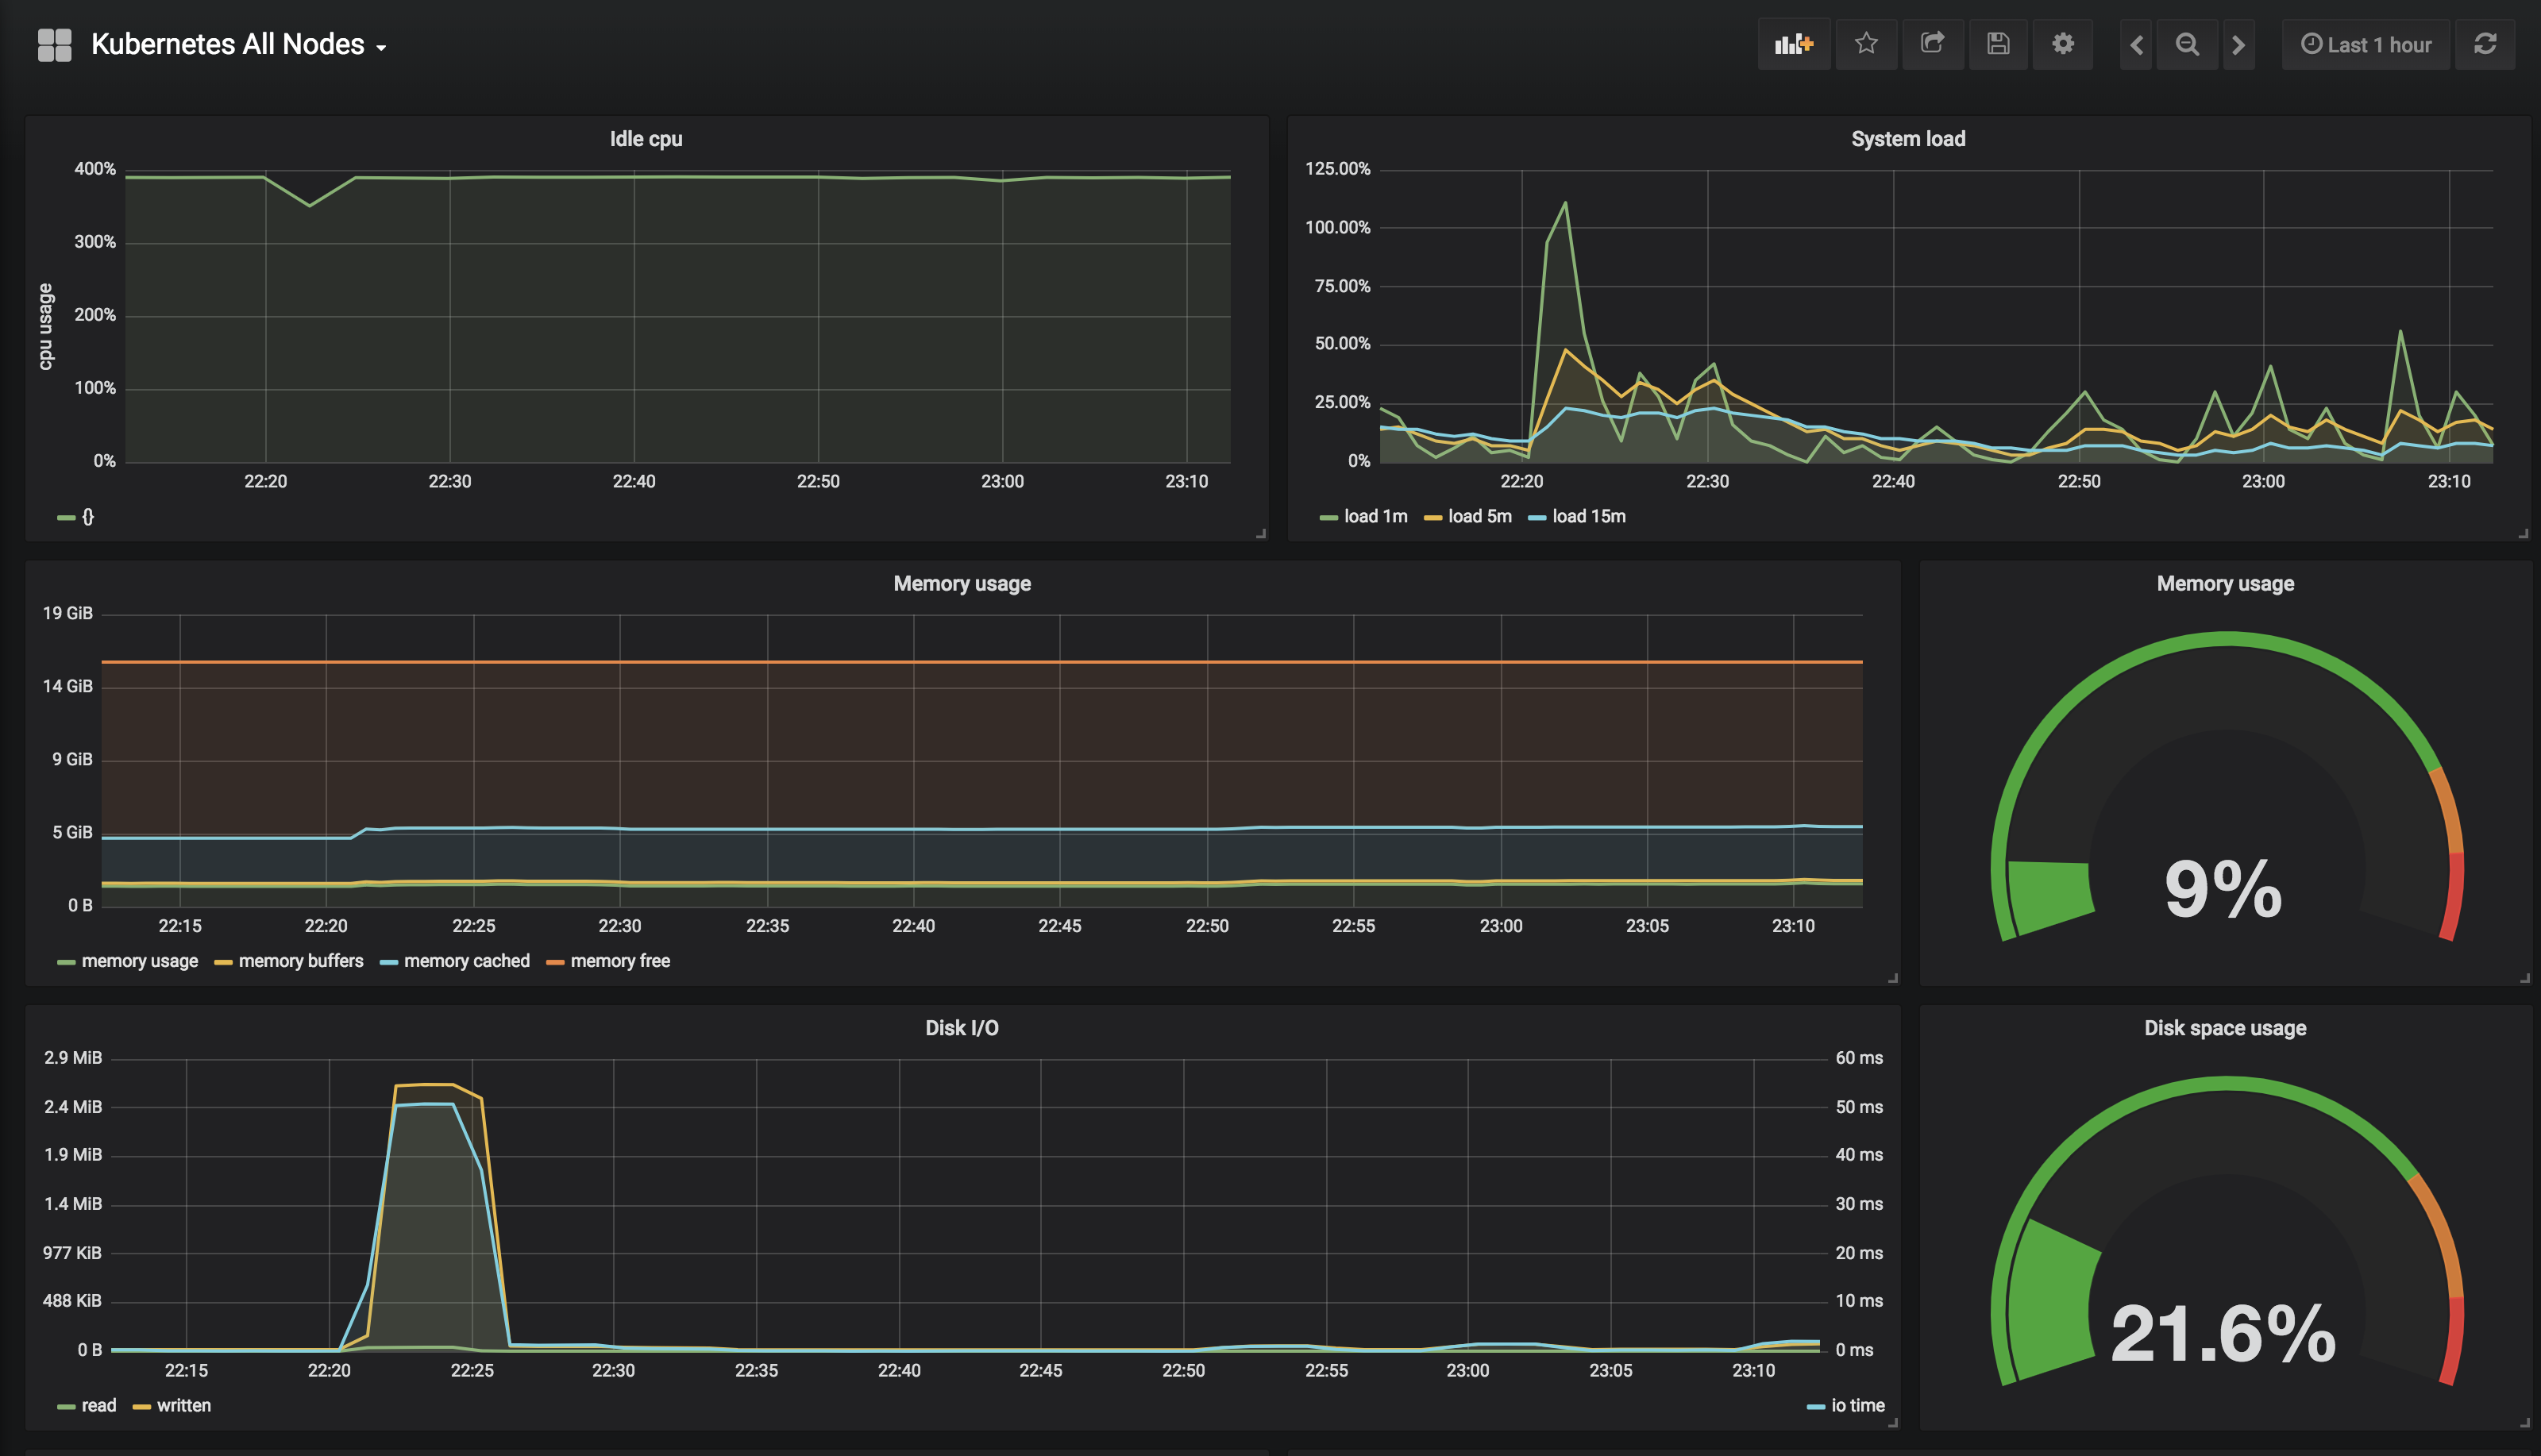 Kubernetes All Nodes
Last 1 hour
Idle cpu
400%
300%
200%
100%
0%
cpu usage
22:20 22:30 22:40 22:50 23:00 23:10
{}
System load
125.00%
100.00%
75.00%
50.00%
25.00%
0%
22:20 22:30 22:40 22:50 23:00 23:10
load 1m load 5m load 15m
Memory usage
19 GiB
14 GiB
9 GiB
5 GiB
0 B
22:15 22:20 22:25 22:30 22:35 22:40 22:45 22:50 22:55 23:00 23:05 23:10
memory usage memory buffers memory cached memory free
Memory usage
9%
Disk I/O
2.9 MiB
2.4 MiB
1.9 MiB
1.4 MiB
977 KiB
488 KiB
0 B
60 ms
50 ms
40 ms
30 ms
20 ms
10 ms
0 ms
22:15 22:20 22:25 22:30 22:35 22:40 22:45 22:50 22:55 23:00 23:05 23:10
read written
io time
Disk space usage
21.6%